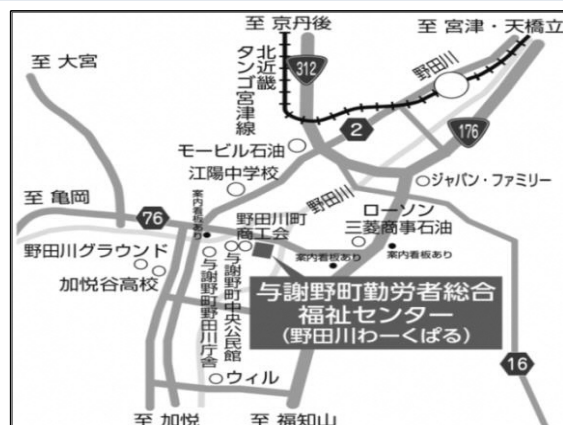 至 京丹後
至 宮津・天橋立
至 大宮
北近畿
タンゴ宮津線
312
野田川
2
176
モービル石油
江陽中学校
ジャパン・ファミリー
至 亀岡
76
案内看板あり
野田川町
商工会
野田川
ローソン
三菱商事石油
野田川グラウンド
加悦谷高校
案内看板あり
案内看板あり
与謝野町野田川庁舎
与謝野町中央公民館
与謝野町勤労者総合
福祉センター
(野田川わーくぱる)
ウィル
16
至 加悦
至 福知山